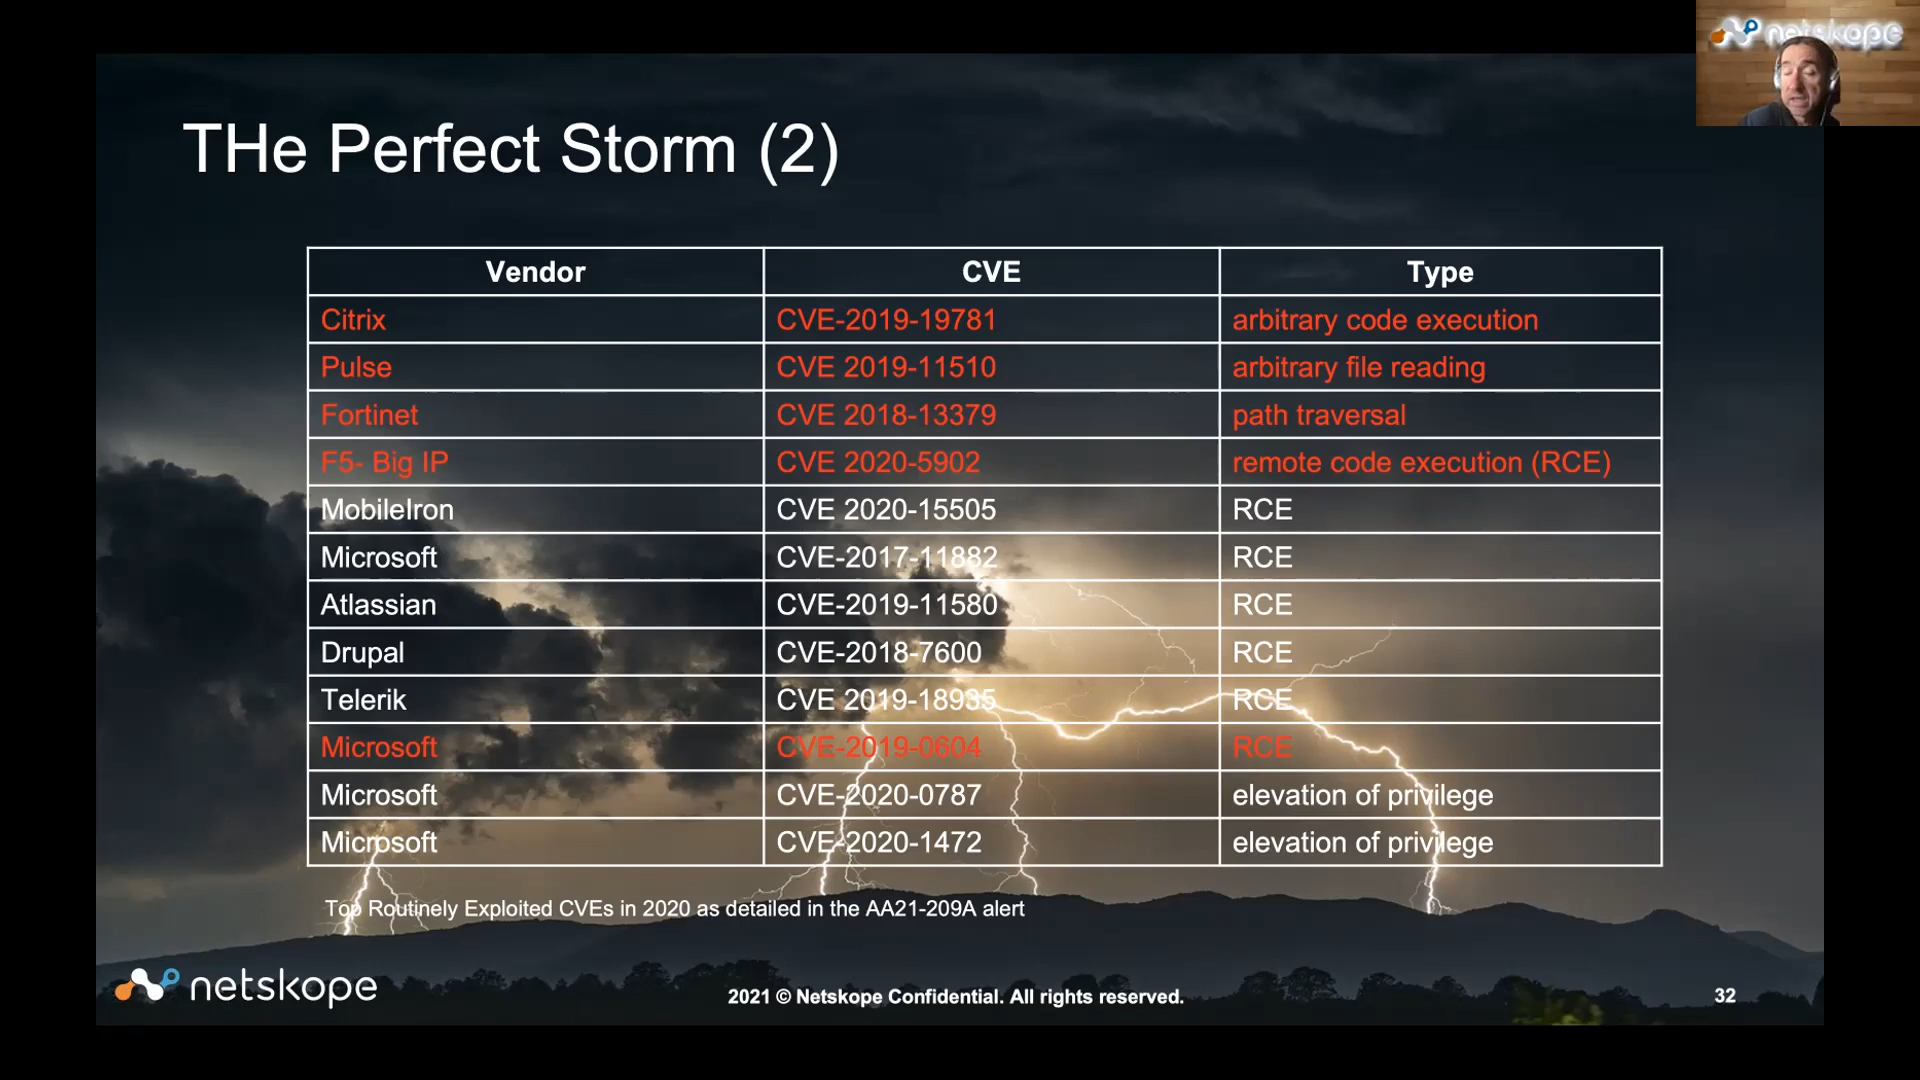 netskope
THe Perfect Storm (2)
Vendor CVE Type
Citrix CVE-2019-19781 arbitrary code execution
Pulse CVE 2019-11510 arbitrary file reading
Fortinet CVE 2018-13379 path traversal
F5- Big IP CVE 2020-5902 remote code execution (RCE)
MobileIron CVE 2020-15505 RCE
Microsoft CVE-2017-11882 RCE
Atlassian CVE-2019-11580 RCE
Drupal CVE-2018-7600 RCE
Telerik CVE 2019-18935 RCE
Microsoft CVE-2019-0604 RCE
Microsoft CVE-2020-0787 elevation of privilege
Microsoft CVE-2020-1472 elevation of privilege
Top Routinely Exploited CVEs in 2020 as detailed in the AA21-209A alert
netskope
2021 © Netskope Confidential. All rights reserved.
32